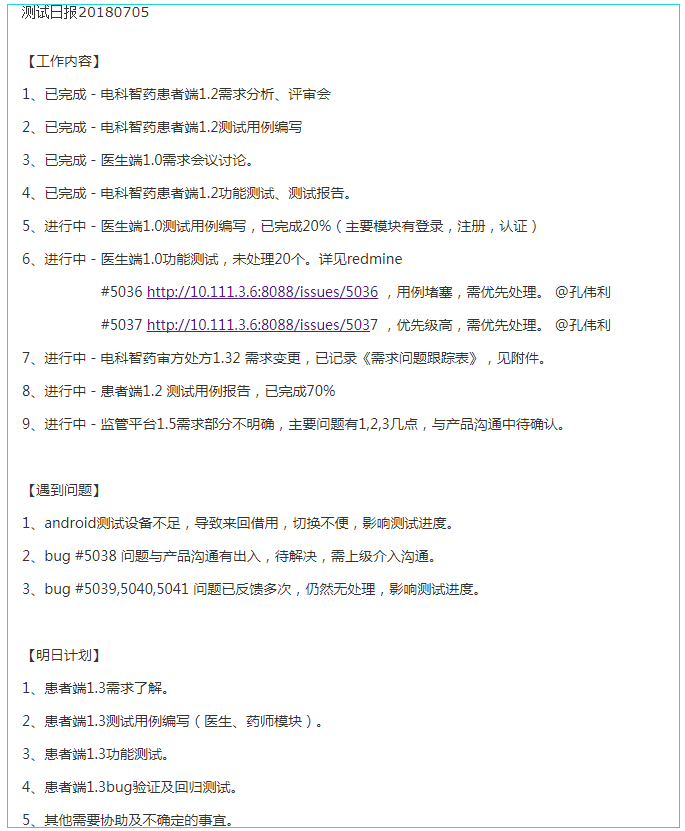 测试日报20180705
【工作内容】
1、已完成 - 电科智药患者端1.2需求分析、评审会
2、已完成 - 电科智药患者端1.2测试用例编写
3、已完成 - 医生端1.0需求会议讨论。
4、已完成 - 电科智药患者端1.2功能测试、测试报告。
5、进行中 - 医生端1.0测试用例编写，已完成20%（主要模块有登录，注册，认证）
6、进行中 - 医生端1.0功能测试，未处理20个。详见redmine
#5036 http://10.111.3.6:8088/issues/5036 ，用例堵塞，需优先处理。 @孔伟利
#5037 http://10.111.3.6:8088/issues/5037 ，优先级高，需优先处理。 @孔伟利
7、进行中 - 电科智药审方处方1.32 需求变更，已记录《需求问题跟踪表》，见附件。
8、进行中 - 患者端1.2 测试用例报告，已完成70%
9、进行中 - 监管平台1.5需求部分不明确，主要问题有1,2,3几点，与产品沟通中待确认。
【遇到问题】
1、android测试设备不足，导致来回借用，切换不便，影响测试进度。
2、bug #5038 问题与产品沟通有出入，待解决，需上级介入沟通。
3、bug #5039,5040,5041 问题已反馈多次，仍然无处理，影响测试进度。
【明日计划】
1、患者端1.3需求了解。
2、患者端1.3测试用例编写（医生、药师模块）。
3、患者端1.3功能测试。
4、患者端1.3bug验证及回归测试。
5、其他需要协助及不确定的事宜。